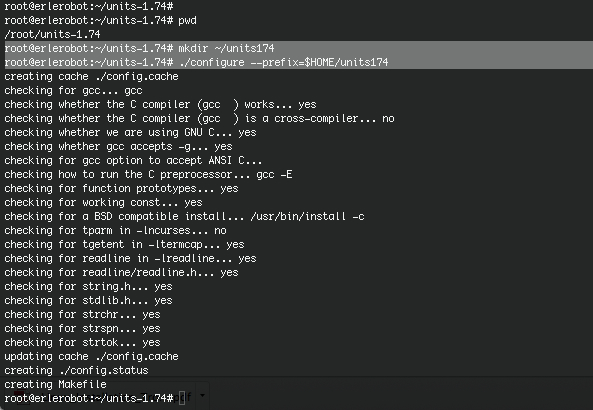 root@erlerobot:~/units-1.74#
root@erlerobot:~/units-1.74#
root@erlerobot:~/units-1.74# pwd
/root/units-1.74
root@erlerobot:~/units-1.74# mkdir ~/units174
root@erlerobot:~/units-1.74# ./configure --prefix=$HOME/units174
creating cache ./config.cache
checking for gcc... gcc
checking whether the C compiler (gcc  ) works... yes
checking whether the C compiler (gcc  ) is a cross-compiler... no
checking whether we are using GNU C... yes
checking whether gcc accepts -g... yes
checking for gcc option to accept ANSI C...
checking how to run the C preprocessor... gcc -E
checking for function prototypes... yes
checking for working const... yes
checking for a BSD compatible install... /usr/bin/install -c
checking for tparm in -lncurses... no
checking for tgetent in -ltermcap... yes
checking for readline in -lreadline... yes
checking for readline/readline.h... yes
checking for string.h... yes
checking for stdlib.h... yes
checking for strchr... yes
checking for strspn... yes
checking for strtok... yes
updating cache ./config.cache
creating ./config.status
creating Makefile
root@erlerobot:~/units-1.74#